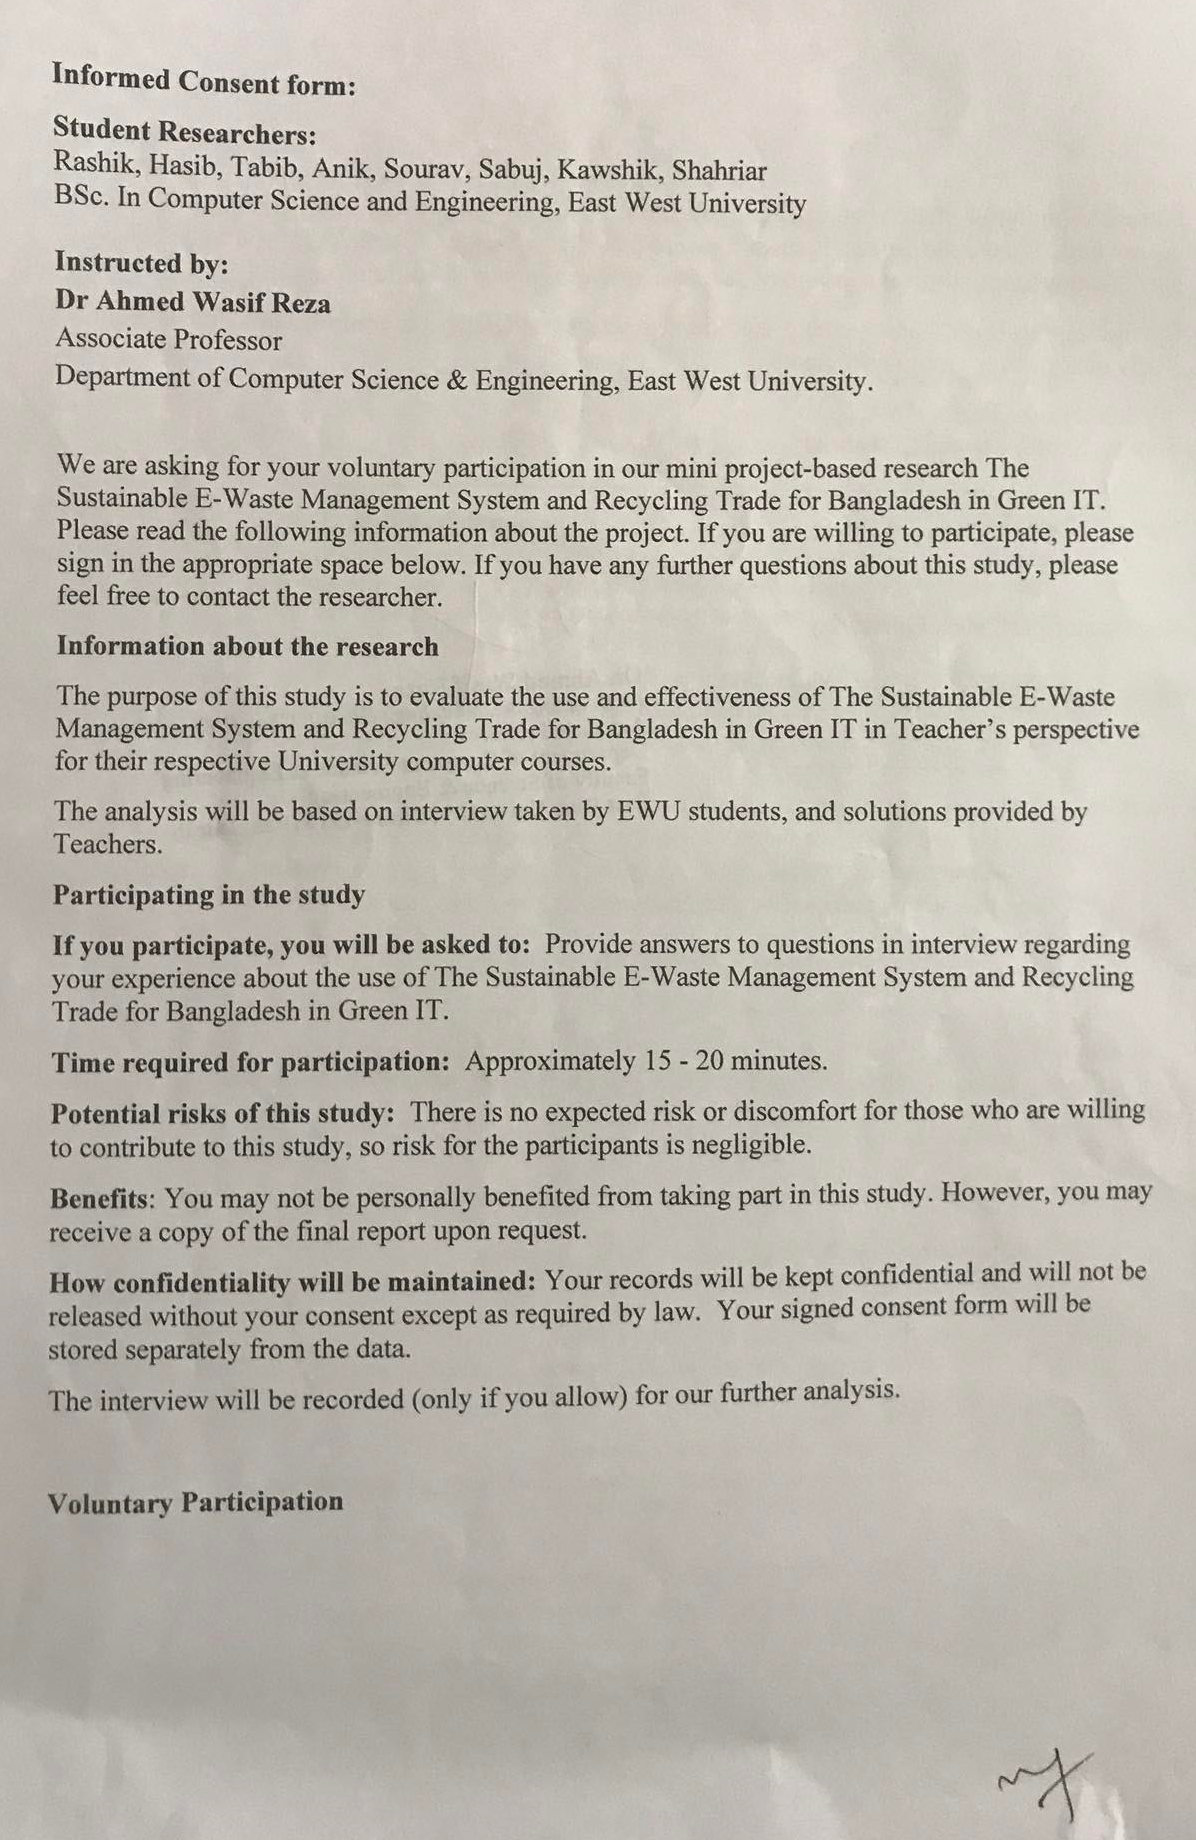 Informed Consent form:
Student Researchers:
Rashik, Hasib, Tabib, Anik, Sourav, Sabuj, Kawshik, Shahriar
BSc. In Computer Science and Engineering, East West University
Instructed by:
Dr Ahmed Wasif Reza
Associate Professor
Department of Computer Science & Engineering, East West University.
We are asking for your voluntary participation in our mini project-based research The
Sustainable E-Waste Management System and Recycling Trade for Bangladesh in Green IT.
Please read the following information about the project. If you are willing to participate, please
sign in the appropriate space below. If you have any further questions about this study, please
feel free to contact the researcher.
Information about the research
The purpose of this study is to evaluate the use and effectiveness of The Sustainable E-Waste
Management System and Recycling Trade for Bangladesh in Green IT in Teacher’s perspective
for their respective University computer courses.
The analysis will be based on interview taken by EWU students, and solutions provided by
Teachers.
Participating in the study
If you participate, you will be asked to: Provide answers to questions in interview regarding
your experience about the use of The Sustainable E-Waste Management System and Recycling
Trade for Bangladesh in Green IT.
Time required for participation: Approximately 15 - 20 minutes.
Potential risks of this study: There is no expected risk or discomfort for those who are willing
to contribute to this study, so risk for the participants is negligible.
Benefits: You may not be personally benefited from taking part in this study. However, you may
receive a copy of the final report upon request.
How confidentiality will be maintained: Your records will be kept confidential and will not be
released without your consent except as required by law. Your signed consent form will be
stored separately from the data.
The interview will be recorded (only if you allow) for our further analysis.
Voluntary Participation